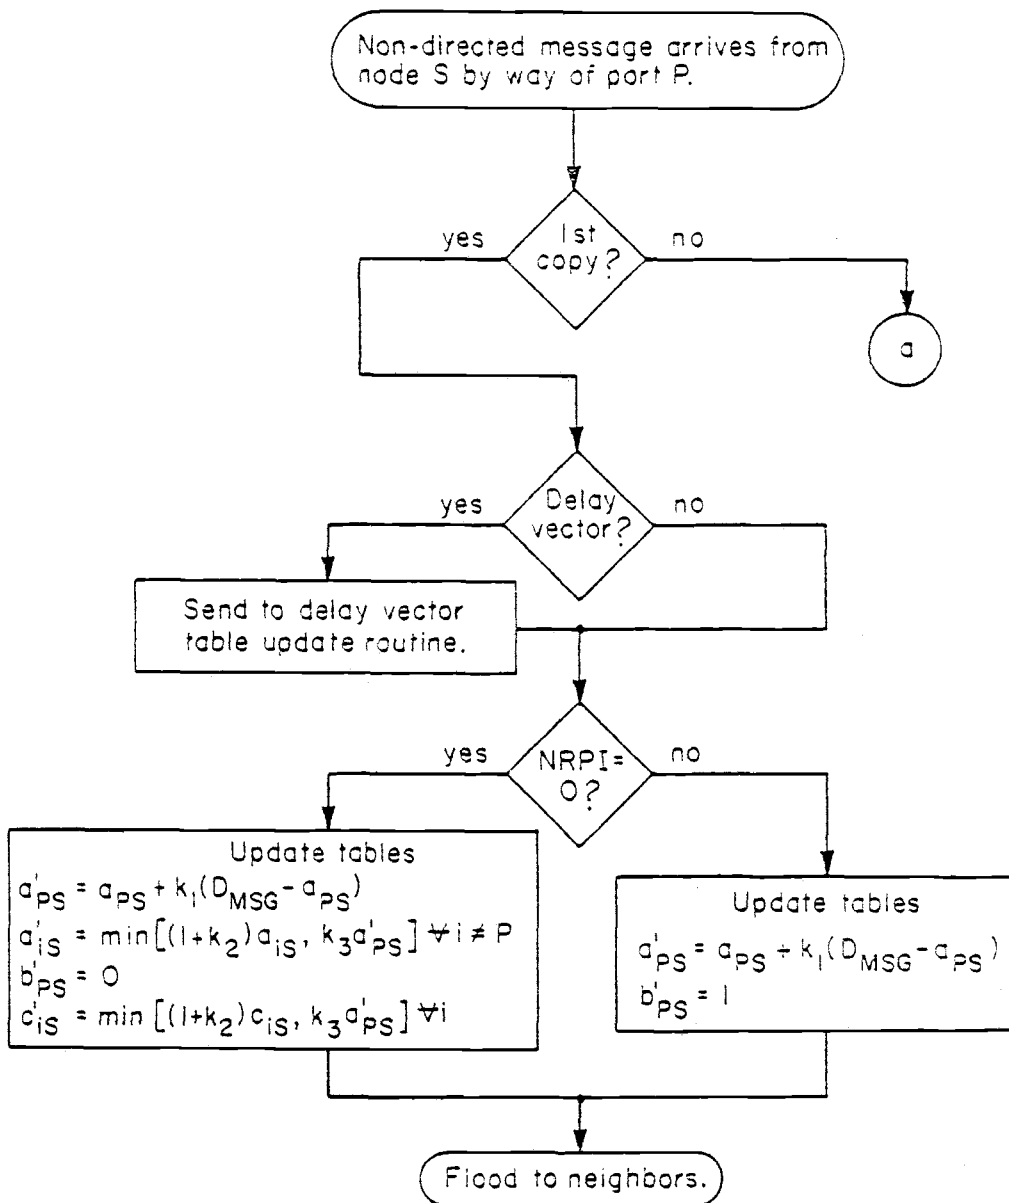 Non-directed message arrives from
node S by way of port P.
1st
copy?
yes
no
a
Delay
vector?
yes
no
Send to delay vector
table update routine.
NRPI=
0?
yes
no
Update tables
a'PS = aPS + k1(DMSG - aPS)
a'iS = min[(1+k2)aiS, k3a'PS] ∀ i ≠ P
b'PS = 0
c'iS = min[(1+k2)ciS, k3a'PS] ∀i
Update tables
a'PS = aPS + k1(DMSG - aPS)
b'PS = 1
Flood to neighbors.